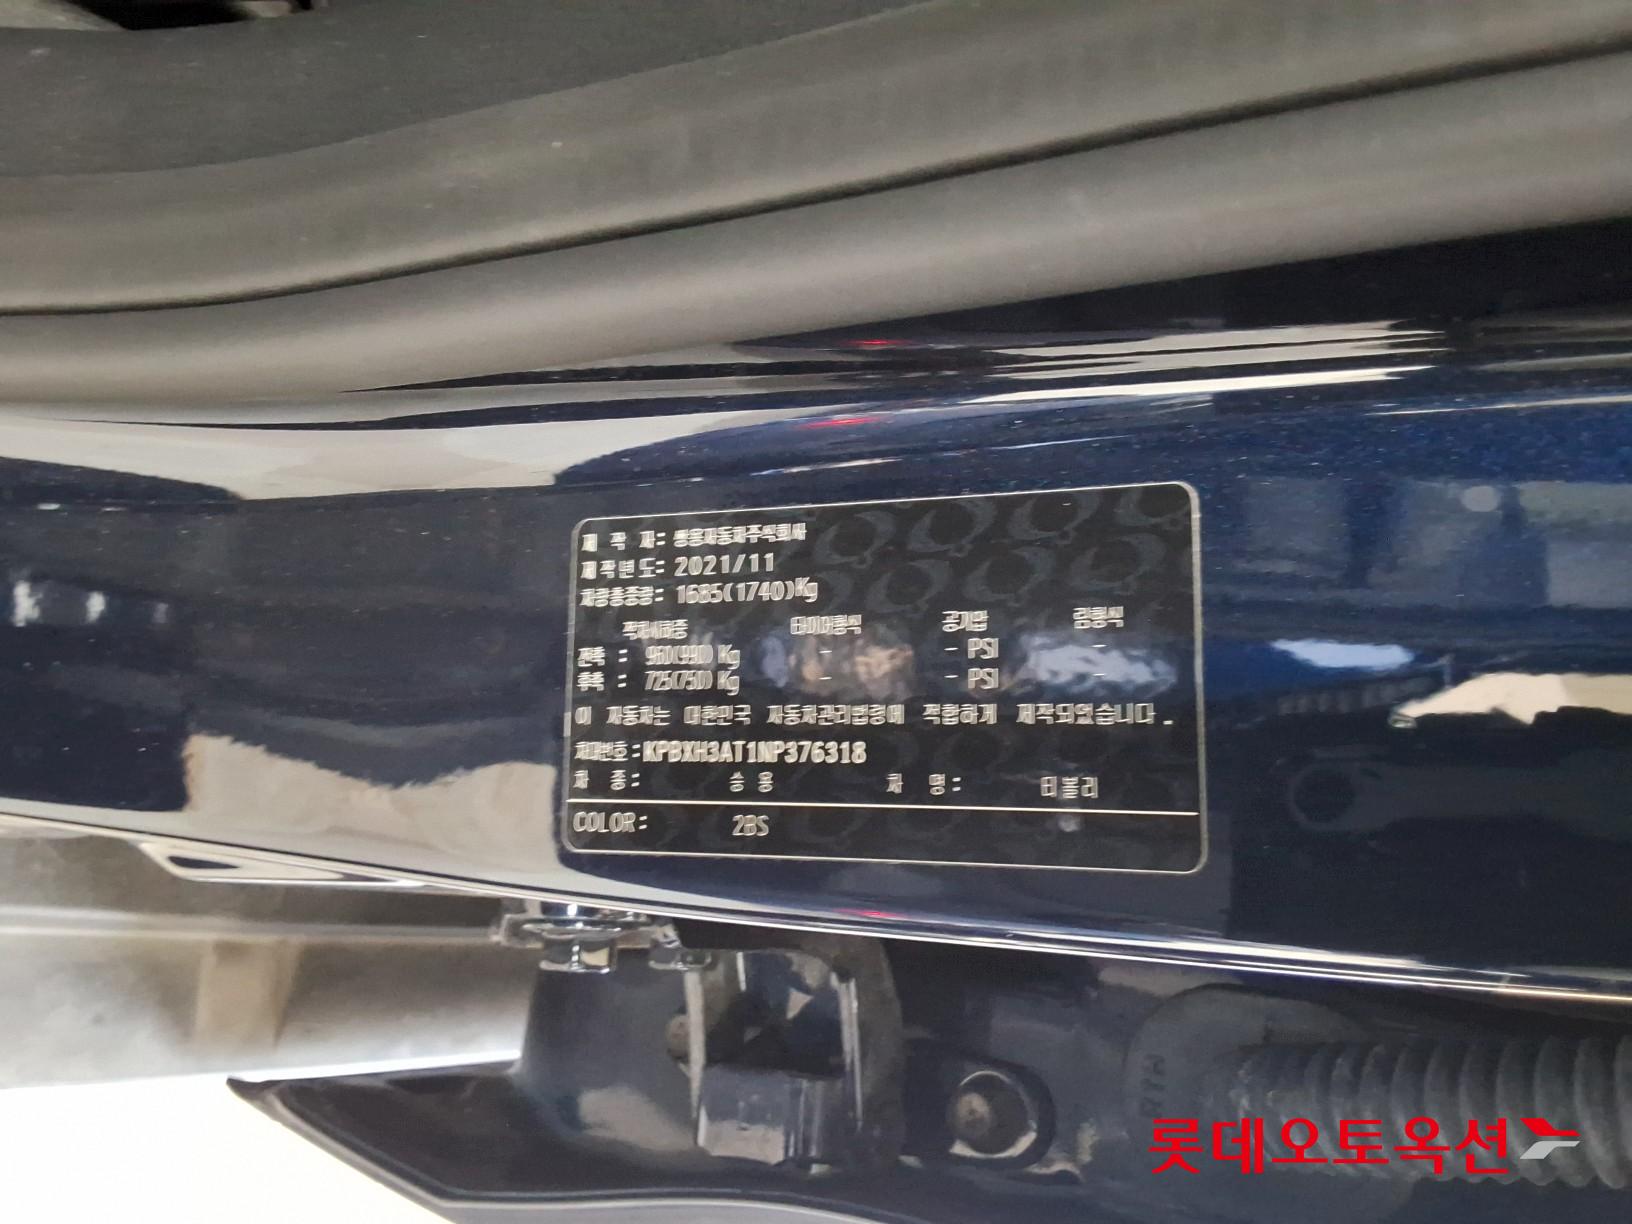 제 작 자: 쌍용자동차주식회사
제작년도: 2021/11
차량총중량: 1685(1740)Kg
적차시하중 타이어형식 공기압 림형식
전축 : 960(990) Kg - - PSI -
후축 : 725(750) Kg - - PSI -
이 자동차는 대한민국 자동차관리법령에 적합하게 제작되었습니다.
차대번호:KPBXH3AT1NP376318
차 종: 승 용 차 명: 티볼리
COLOR: 2BS
롯데오토옥션